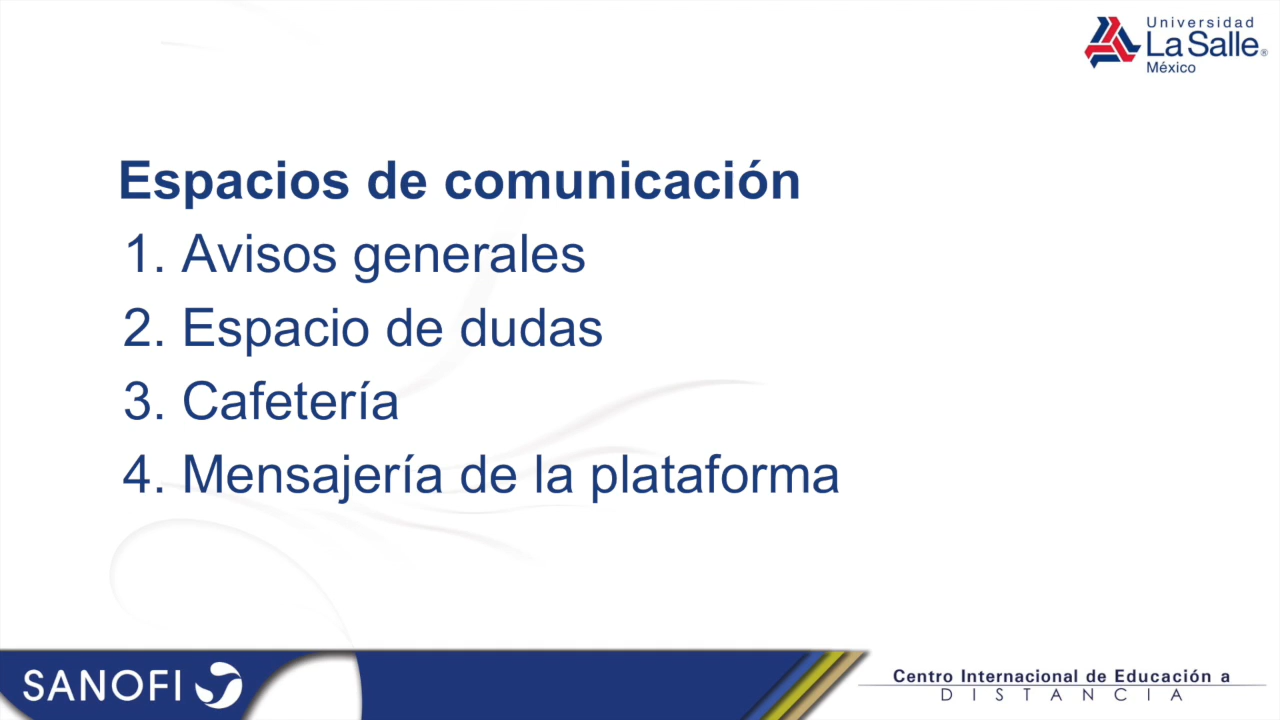 Universidad
La Salle®
México
Espacios de comunicación
1. Avisos generales
2. Espacio de dudas
3. Cafetería
4. Mensajería de la plataforma
SANOFI
Centro Internacional de Educación a
DISTANCIA